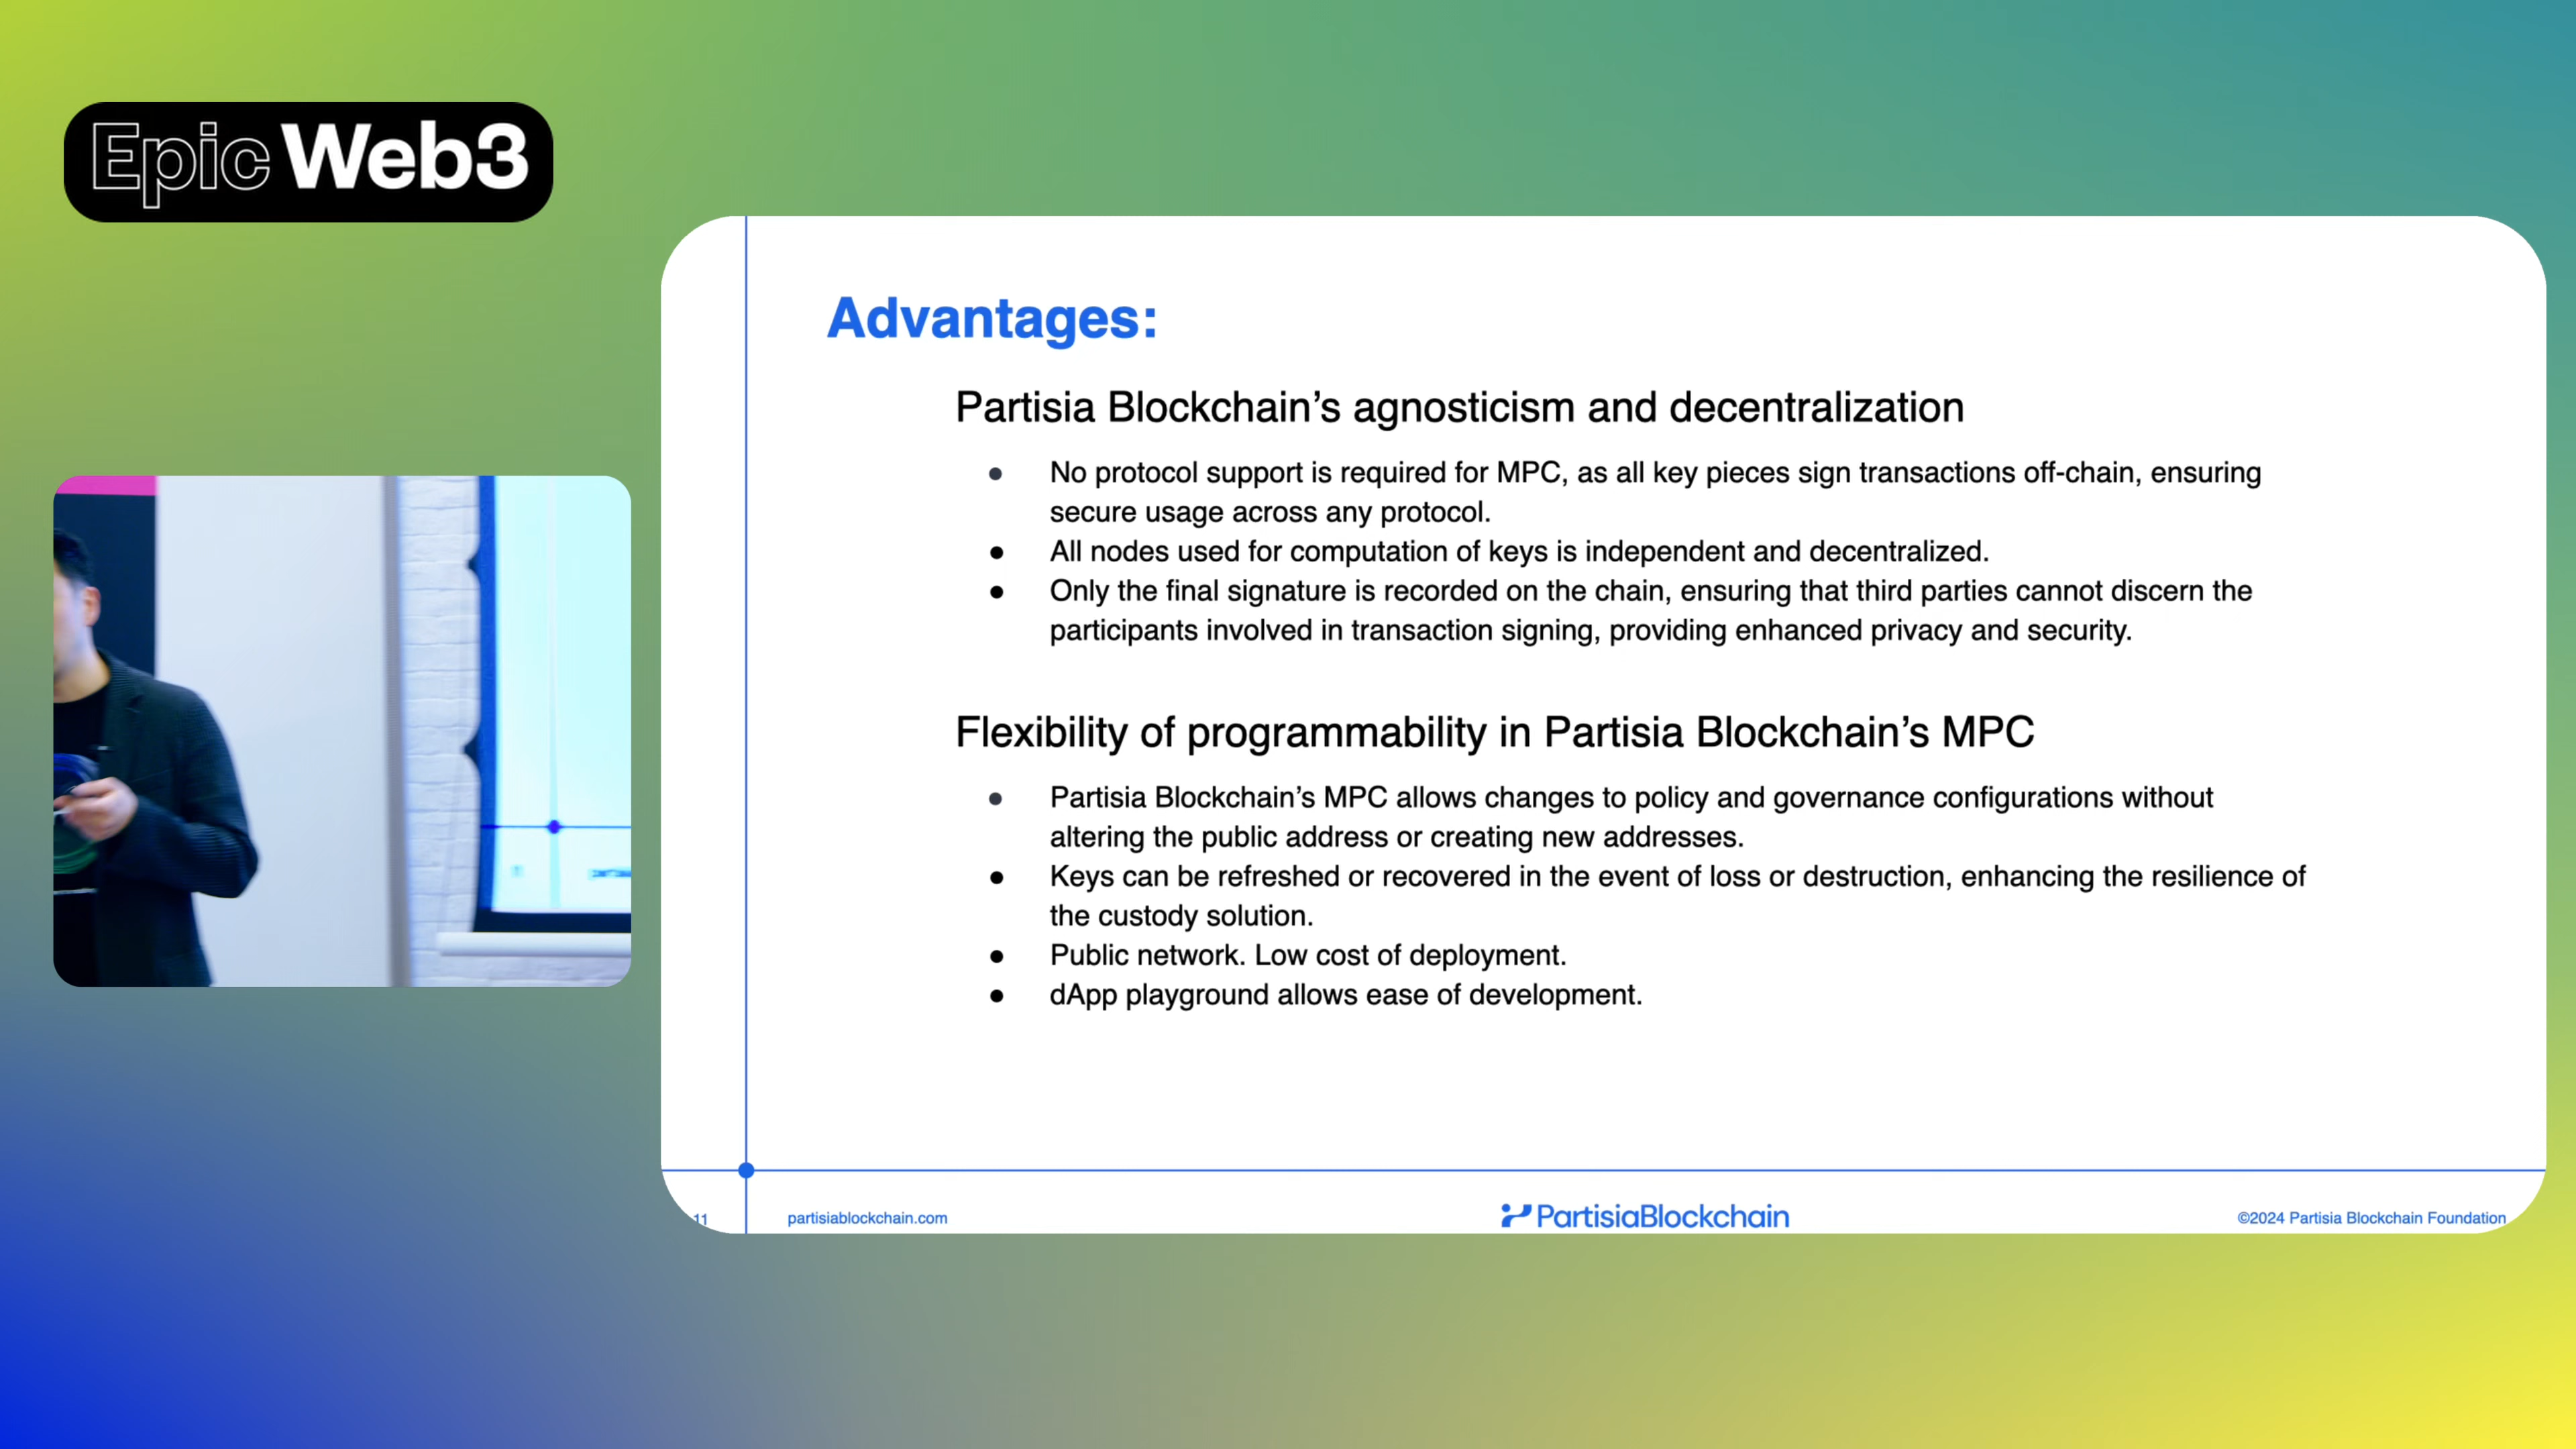 Epic Web3
Advantages:
Partisia Blockchain’s agnosticism and decentralization
● No protocol support is required for MPC, as all key pieces sign transactions off-chain, ensuring
secure usage across any protocol.
● All nodes used for computation of keys is independent and decentralized.
● Only the final signature is recorded on the chain, ensuring that third parties cannot discern the
participants involved in transaction signing, providing enhanced privacy and security.
Flexibility of programmability in Partisia Blockchain’s MPC
● Partisia Blockchain’s MPC allows changes to policy and governance configurations without
altering the public address or creating new addresses.
● Keys can be refreshed or recovered in the event of loss or destruction, enhancing the resilience of
the custody solution.
● Public network. Low cost of deployment.
● dApp playground allows ease of development.
11
partisiablockchain.com
PartisiaBlockchain
©2024 Partisia Blockchain Foundation